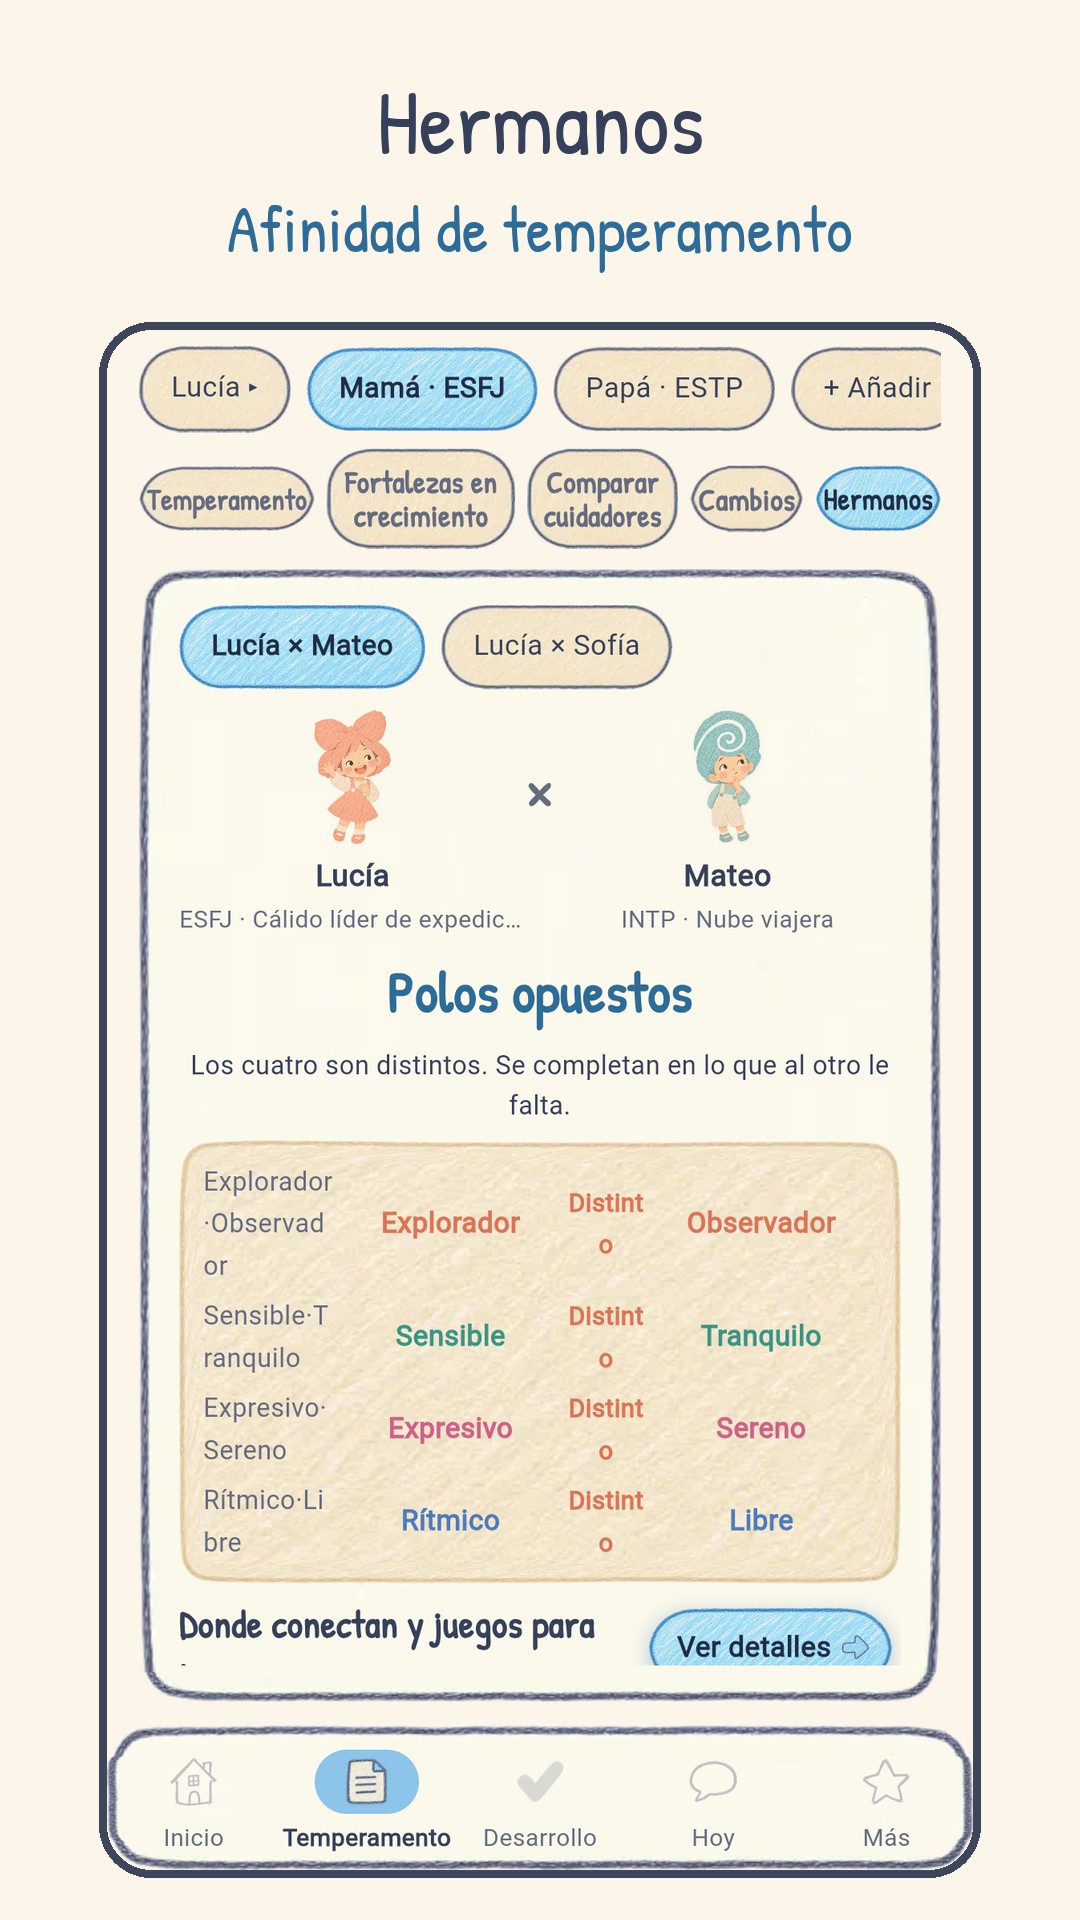 Hermanos
Afinidad de temperamento
Lucía ▸
Mamá · ESFJ
Papá · ESTP
+ Añadir
Temperamento
Fortalezas en
crecimiento
Comparar
cuidadores
Cambios
Hermanos
Lucía × Mateo
Lucía × Sofía
×
Lucía
Mateo
ESFJ · Cálido líder de expedic...
INTP · Nube viajera
Polos opuestos
Los cuatro son distintos. Se completan en lo que al otro le
falta.
Explorador
·Observad
or
Explorador
Distint
o
Observador
Sensible·T
ranquilo
Sensible
Distint
o
Tranquilo
Expresivo·
Sereno
Expresivo
Distint
o
Sereno
Rítmico·Li
bre
Rítmico
Distint
o
Libre
Donde conectan y juegos para
Ver detalles
Inicio
Temperamento
Desarrollo
Hoy
Más